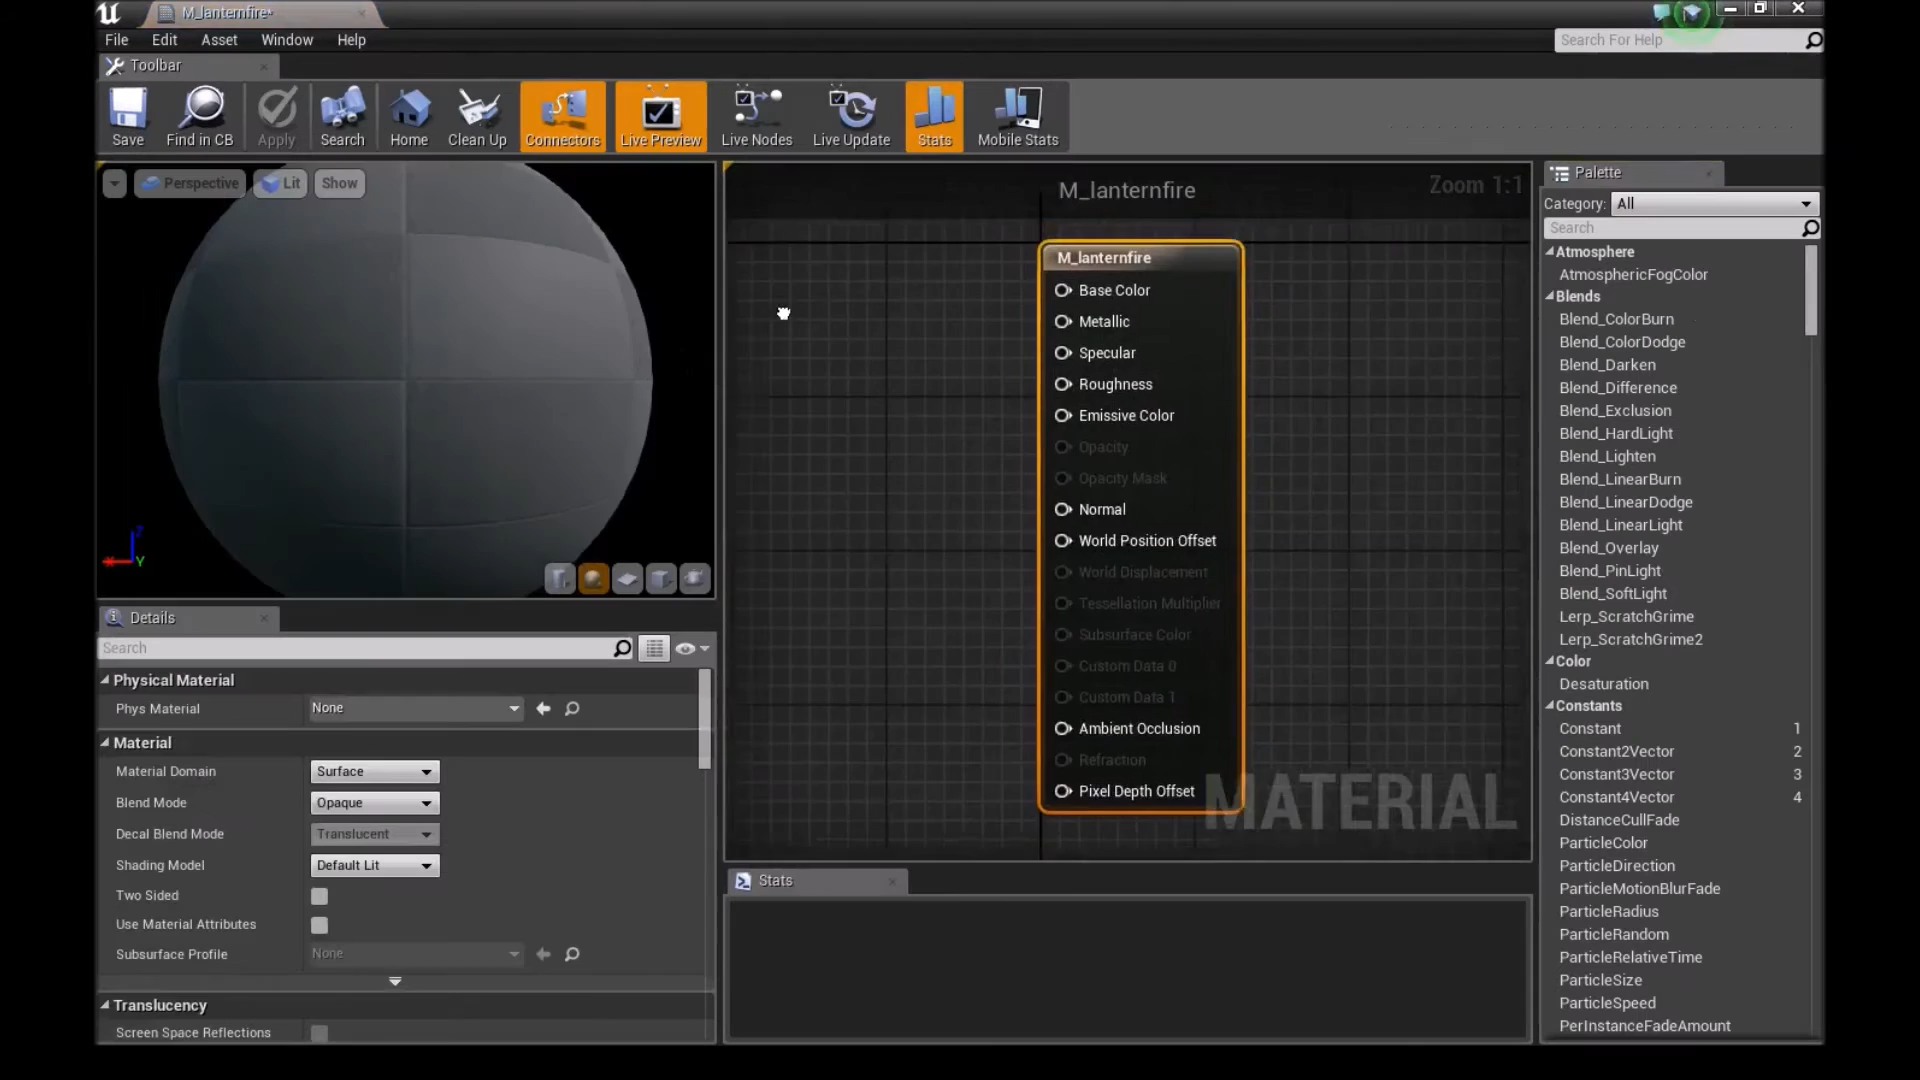 M_lanternfire*
File Edit Asset Window Help
Search For Help
Toolbar
Save Find in CB Apply Search Home Clean Up Connectors Live Preview Live Nodes Live Update Stats Mobile Stats
Perspective Lit Show
X
Y
Z
Details
Search
Physical Material
Phys Material None
Material
Material Domain Surface
Blend Mode Opaque
Decal Blend Mode Translucent
Shading Model Default Lit
Two Sided
Use Material Attributes
Subsurface Profile None
Translucency
Screen Space Reflections
M_lanternfire
Zoom 1:1
M_lanternfire
Base Color
Metallic
Specular
Roughness
Emissive Color
Opacity
Opacity Mask
Normal
World Position Offset
World Displacement
Tessellation Multiplier
Subsurface Color
Custom Data 0
Custom Data 1
Ambient Occlusion
Refraction
Pixel Depth Offset
MATERIAL
Stats
Palette
Category: All
Search
Atmosphere
AtmosphericFogColor
Blends
Blend_ColorBurn
Blend_ColorDodge
Blend_Darken
Blend_Difference
Blend_Exclusion
Blend_HardLight
Blend_Lighten
Blend_LinearBurn
Blend_LinearDodge
Blend_LinearLight
Blend_Overlay
Blend_PinLight
Blend_SoftLight
Lerp_ScratchGrime
Lerp_ScratchGrime2
Color
Desaturation
Constants
Constant 1
Constant2Vector 2
Constant3Vector 3
Constant4Vector 4
DistanceCullFade
ParticleColor
ParticleDirection
ParticleMotionBlurFade
ParticleRadius
ParticleRandom
ParticleRelativeTime
ParticleSize
ParticleSpeed
PerInstanceFadeAmount